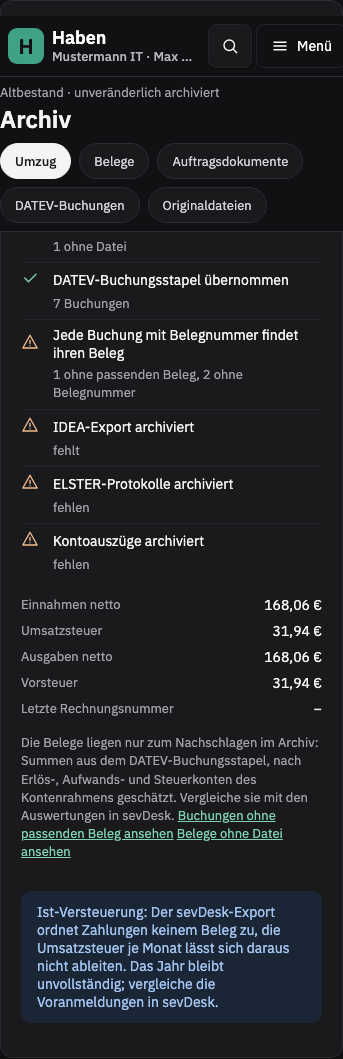 H
Haben
Mustermann IT · Max ...
Menü
Altbestand · unveränderlich archiviert
Archiv
Umzug
Belege
Auftragsdokumente
DATEV-Buchungen
Originaldateien
1 ohne Datei
DATEV-Buchungsstapel übernommen
7 Buchungen
Jede Buchung mit Belegnummer findet
ihren Beleg
1 ohne passenden Beleg, 2 ohne
Belegnummer
IDEA-Export archiviert
fehlt
ELSTER-Protokolle archiviert
fehlen
Kontoauszüge archiviert
fehlen
Einnahmen netto 168,06 €
Umsatzsteuer 31,94 €
Ausgaben netto 168,06 €
Vorsteuer 31,94 €
Letzte Rechnungsnummer –
Die Belege liegen nur zum Nachschlagen im Archiv:
Summen aus dem DATEV-Buchungsstapel, nach
Erlös-, Aufwands- und Steuerkonten des
Kontenrahmens geschätzt. Vergleiche sie mit den
Auswertungen in sevDesk. Buchungen ohne
passenden Beleg ansehen Belege ohne Datei
ansehen
Ist-Versteuerung: Der sevDesk-Export
ordnet Zahlungen keinem Beleg zu, die
Umsatzsteuer je Monat lässt sich daraus
nicht ableiten. Das Jahr bleibt
unvollständig; vergleiche die
Voranmeldungen in sevDesk.